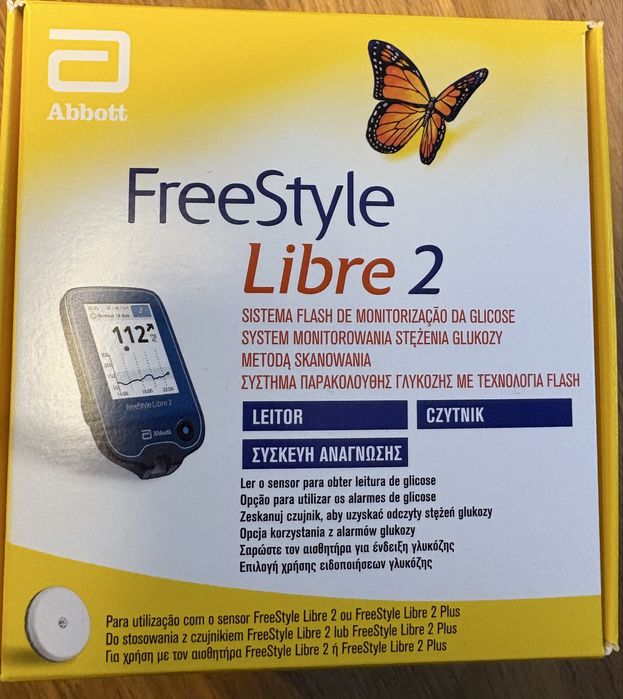 Abbott
FreeStyle
Libre 2
SISTEMA FLASH DE MONITORIZAÇÃO DA GLICOSE
SYSTEM MONITOROWANIA STĘŻENIA GLUKOZY
METODĄ SKANOWANIA
ΣΥΣΤΗΜΑ ΠΑΡΑΚΟΛΟΥΘΗΣ ΓΛΥΚΟΖΗΣ ΜΕ ΤΕΧΝΟΛΟΓΙΑ FLASH
112
FreeStyle Libre 2
Abbott
LEITOR
CZYTNIK
ΣΥΣΚΕΥΗ ΑΝΑΓΝΩΣΗΣ
Ler o sensor para obter leitura de glicose
Opção para utilizar os alarmes de glicose
Zeskanuj czujnik, aby uzyskać odczyty stężeń glukozy
Opcja korzystania z alarmów glukozy
Σαρώστε τον αισθητήρα για ένδειξη γλυκόζης
Επιλογή χρήσης ειδοποιήσεων γλυκόζης
Para utilização com o sensor FreeStyle Libre 2 ou FreeStyle Libre 2 Plus
Do stosowania z czujnikiem FreeStyle Libre 2 lub FreeStyle Libre 2 Plus
Για χρήση με τον αισθητήρα FreeStyle Libre 2 ή FreeStyle Libre 2 Plus